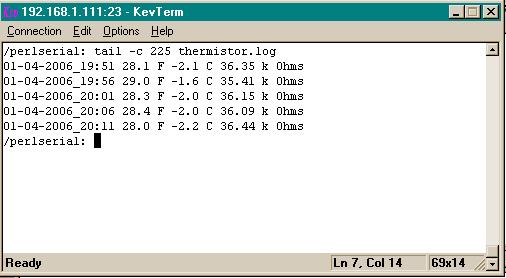 Kev 192.168.1.111:23 - KevTerm
Connection Edit Options Help
/perlserial: tail -c 225 thermistor.log
01-04-2006_19:51 28.1 F -2.1 C 36.35 k Ohms
01-04-2006_19:56 29.0 F -1.6 C 35.41 k Ohms
01-04-2006_20:01 28.3 F -2.0 C 36.15 k Ohms
01-04-2006_20:06 28.4 F -2.0 C 36.09 k Ohms
01-04-2006_20:11 28.0 F -2.2 C 36.44 k Ohms
/perlserial:
Ready Ln 7, Col 14 69x14